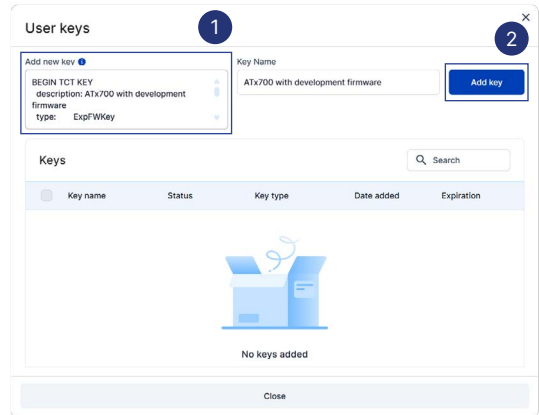 User keys
1
×
2
Add new key i
Key Name
BEGIN TCT KEY
description: ATx700 with development
firmware
type: ExpFWKey
ATx700 with development firmware
Add key
Keys
Search
Key name Status Key type Date added Expiration
No keys added
Close